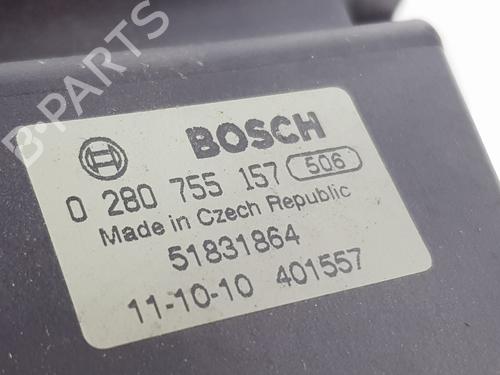 B-PARTS
BOSCH
0 280 755 157 506
Made in Czech Republic
51831864
11-10-10 401557